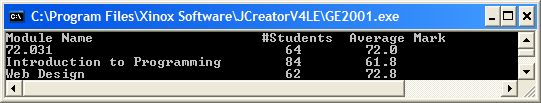 C:\Program Files\Xinox Software\JCreatorV4LE\GE2001.exe
Module Name #Students Average Mark
72.031 64 72.0
Introduction to Programming 84 61.8
Web Design 62 72.8